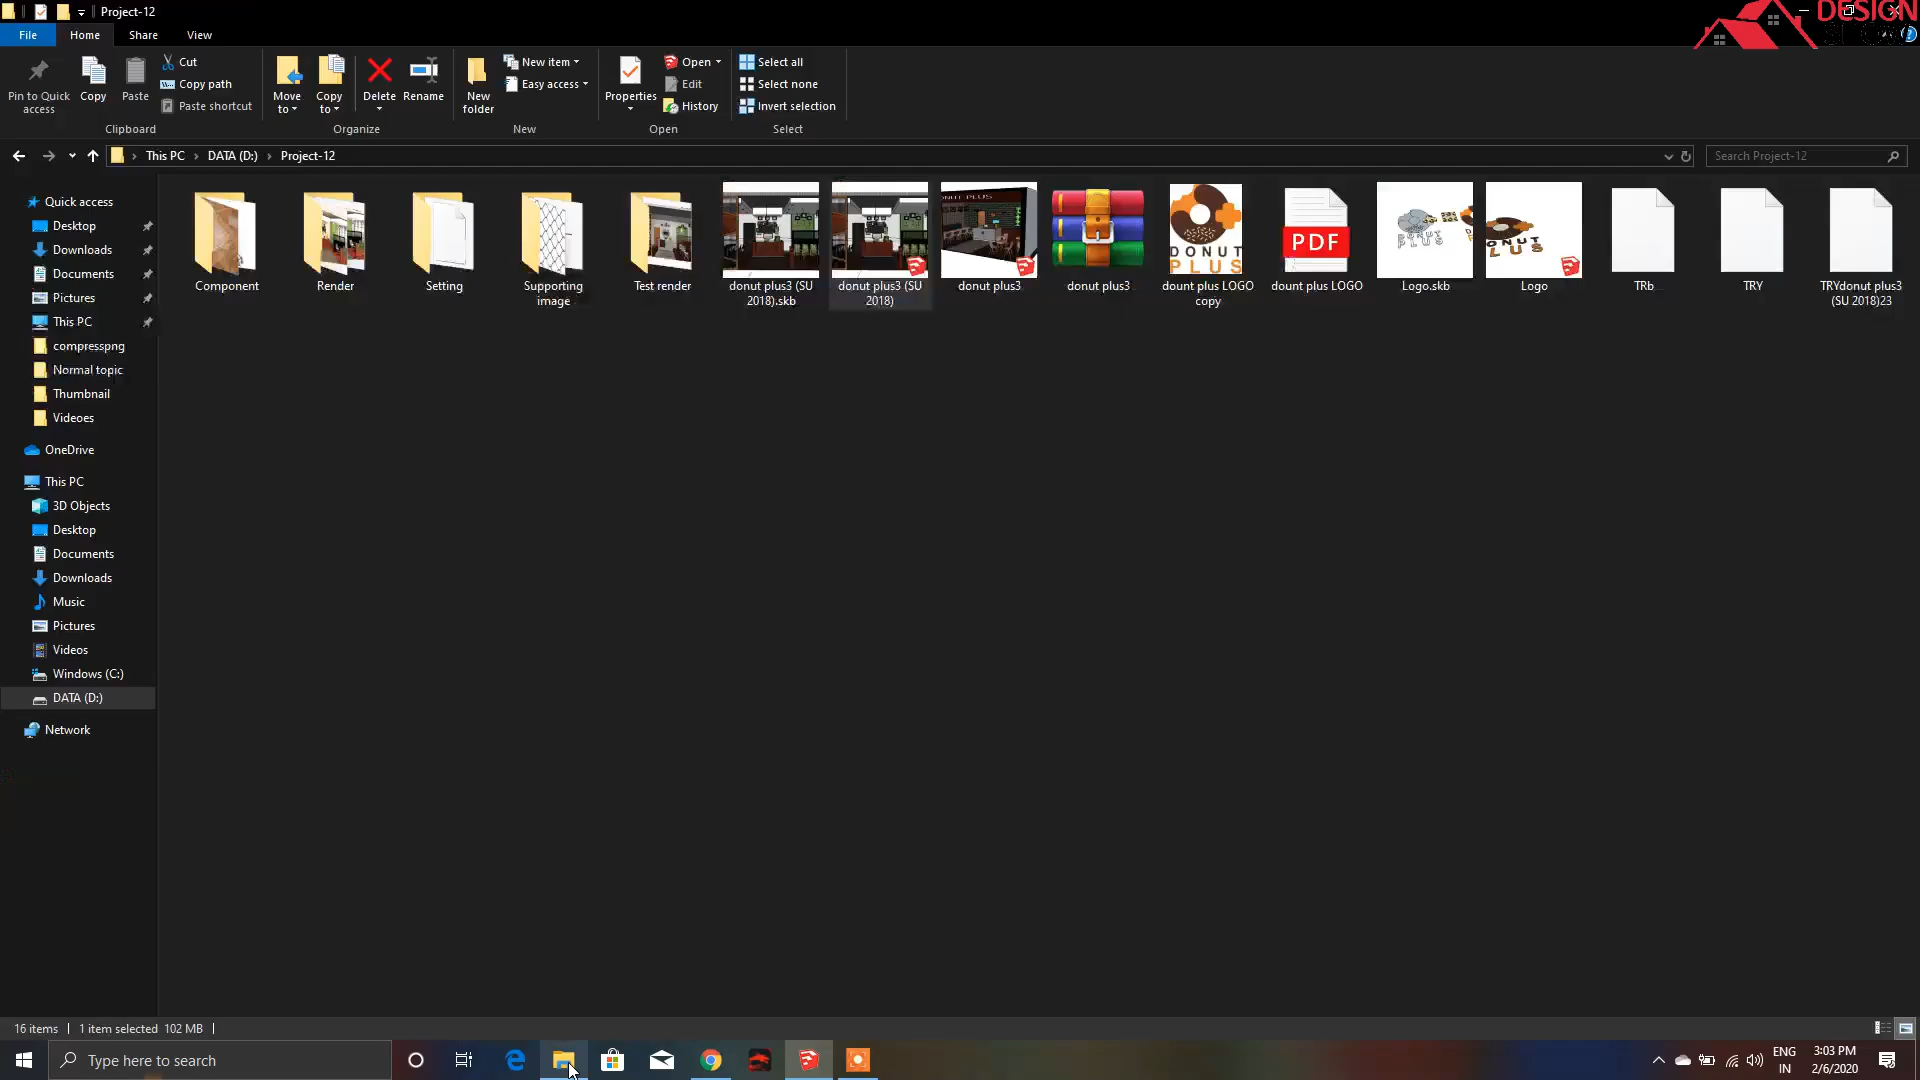 Project-12
DESIGN
File
Home
Share
View
Pin to Quick
access
Copy
Paste
Cut
Copy path
Paste shortcut
Clipboard
Move
to
Copy
to
Delete
Rename
Organize
New
folder
New item
Easy access
New
Properties
Open
Edit
History
Open
Select all
Select none
Invert selection
Select
This PC
DATA (D:)
Project-12
Search Project-12
Quick access
Desktop
Downloads
Documents
Pictures
This PC
compresspng
Normal topic
Thumbnail
Videoes
OneDrive
This PC
3D Objects
Desktop
Documents
Downloads
Music
Pictures
Videos
Windows (C:)
DATA (D:)
Network
Component
Render
Setting
Supporting
image
Test render
donut plus3 (SU
2018).skb
donut plus3 (SU
2018)
DONUT PLUS
donut plus3
donut plus3
DONUT
PLUS
dount plus LOGO
copy
PDF
dount plus LOGO
Logo.skb
Logo
TRb
TRY
TRYdonut plus3
(SU 2018)23
16 items
1 item selected 102 MB
Type here to search
ENG
IN
3:03 PM
2/6/2020